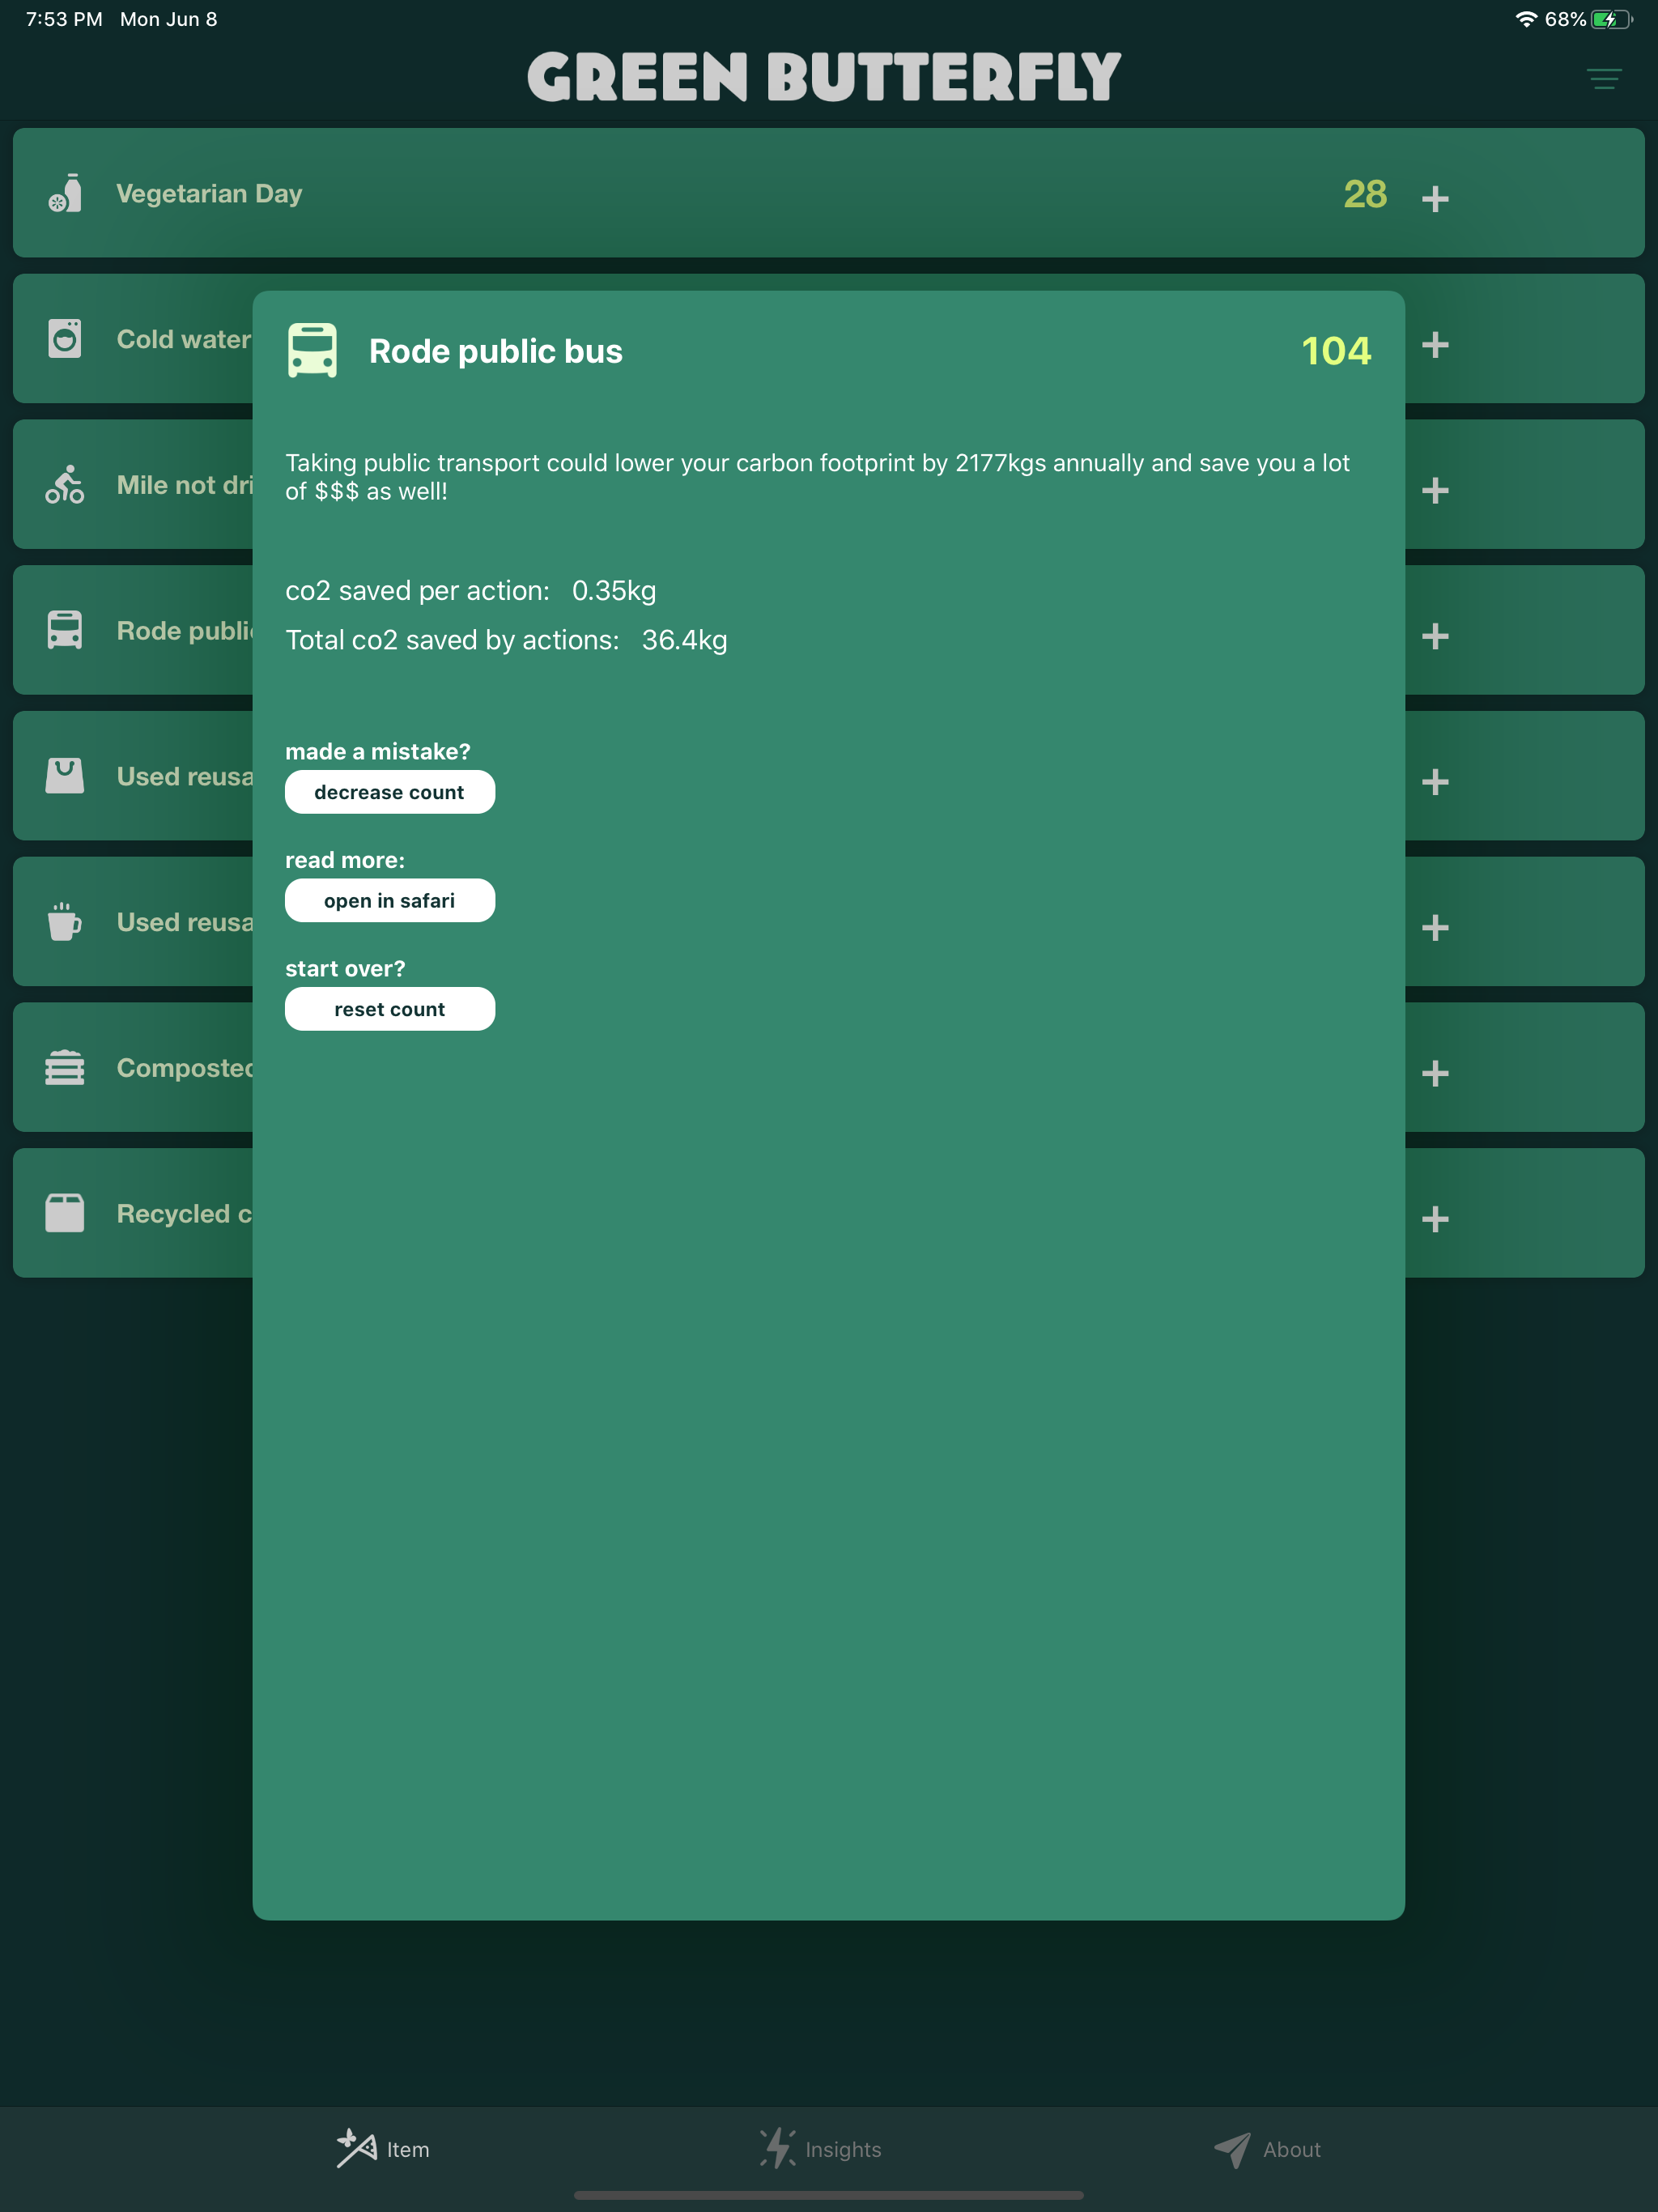 7:53 PM Mon Jun 8
68%
GREEN BUTTERFLY
Vegetarian Day 28 +
Cold water +
Mile not dri +
Rode publi +
Used reusa +
Used reusa +
Composted +
Recycled c +
Rode public bus 104
Taking public transport could lower your carbon footprint by 2177kgs annually and save you a lot
of $$$ as well!
co2 saved per action: 0.35kg
Total co2 saved by actions: 36.4kg
made a mistake?
decrease count
read more:
open in safari
start over?
reset count
Item
Insights
About